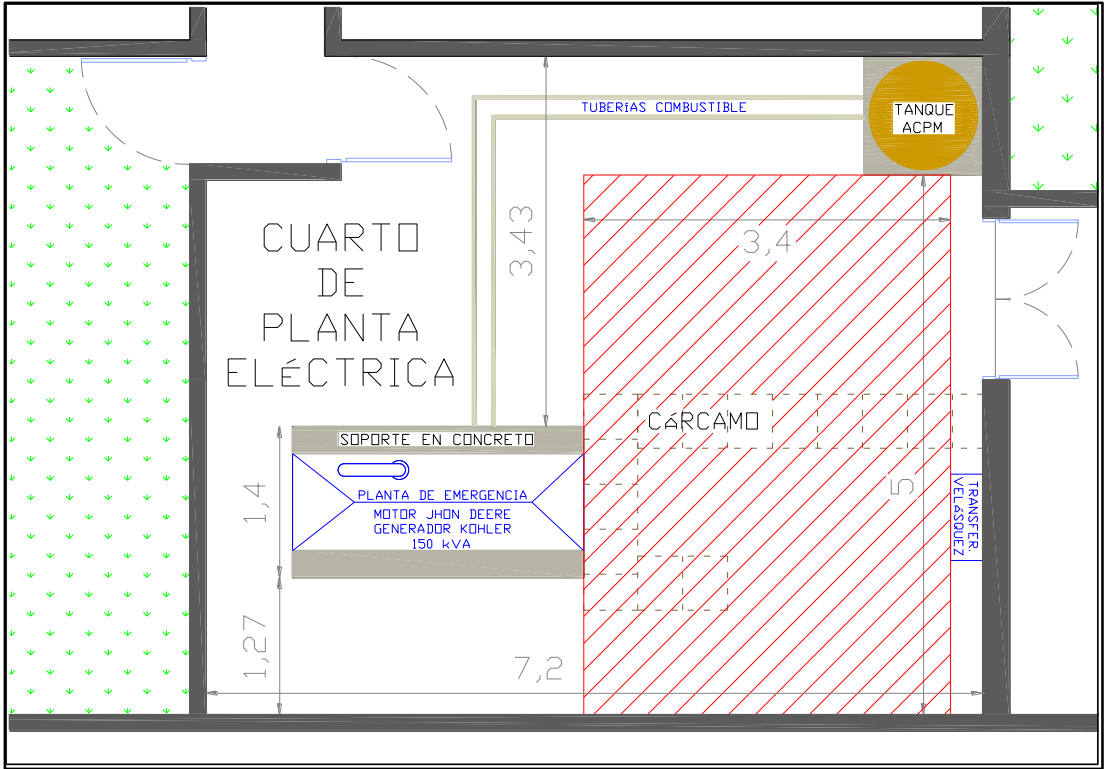 TUBERíAS COMBUSTIBLE
TANQUE
ACPM
CUARTO
DE
PLANTA
ELéCTRICA
3,43
3,4
CáRCAMO
SOPORTE EN CONCRETO
PLANTA DE EMERGENCIA
MOTOR JHON DEERE
GENERADOR KOHLER
150 kVA
1,4
5
TRANSFER.
VELáSQUEZ
1,27
7,2